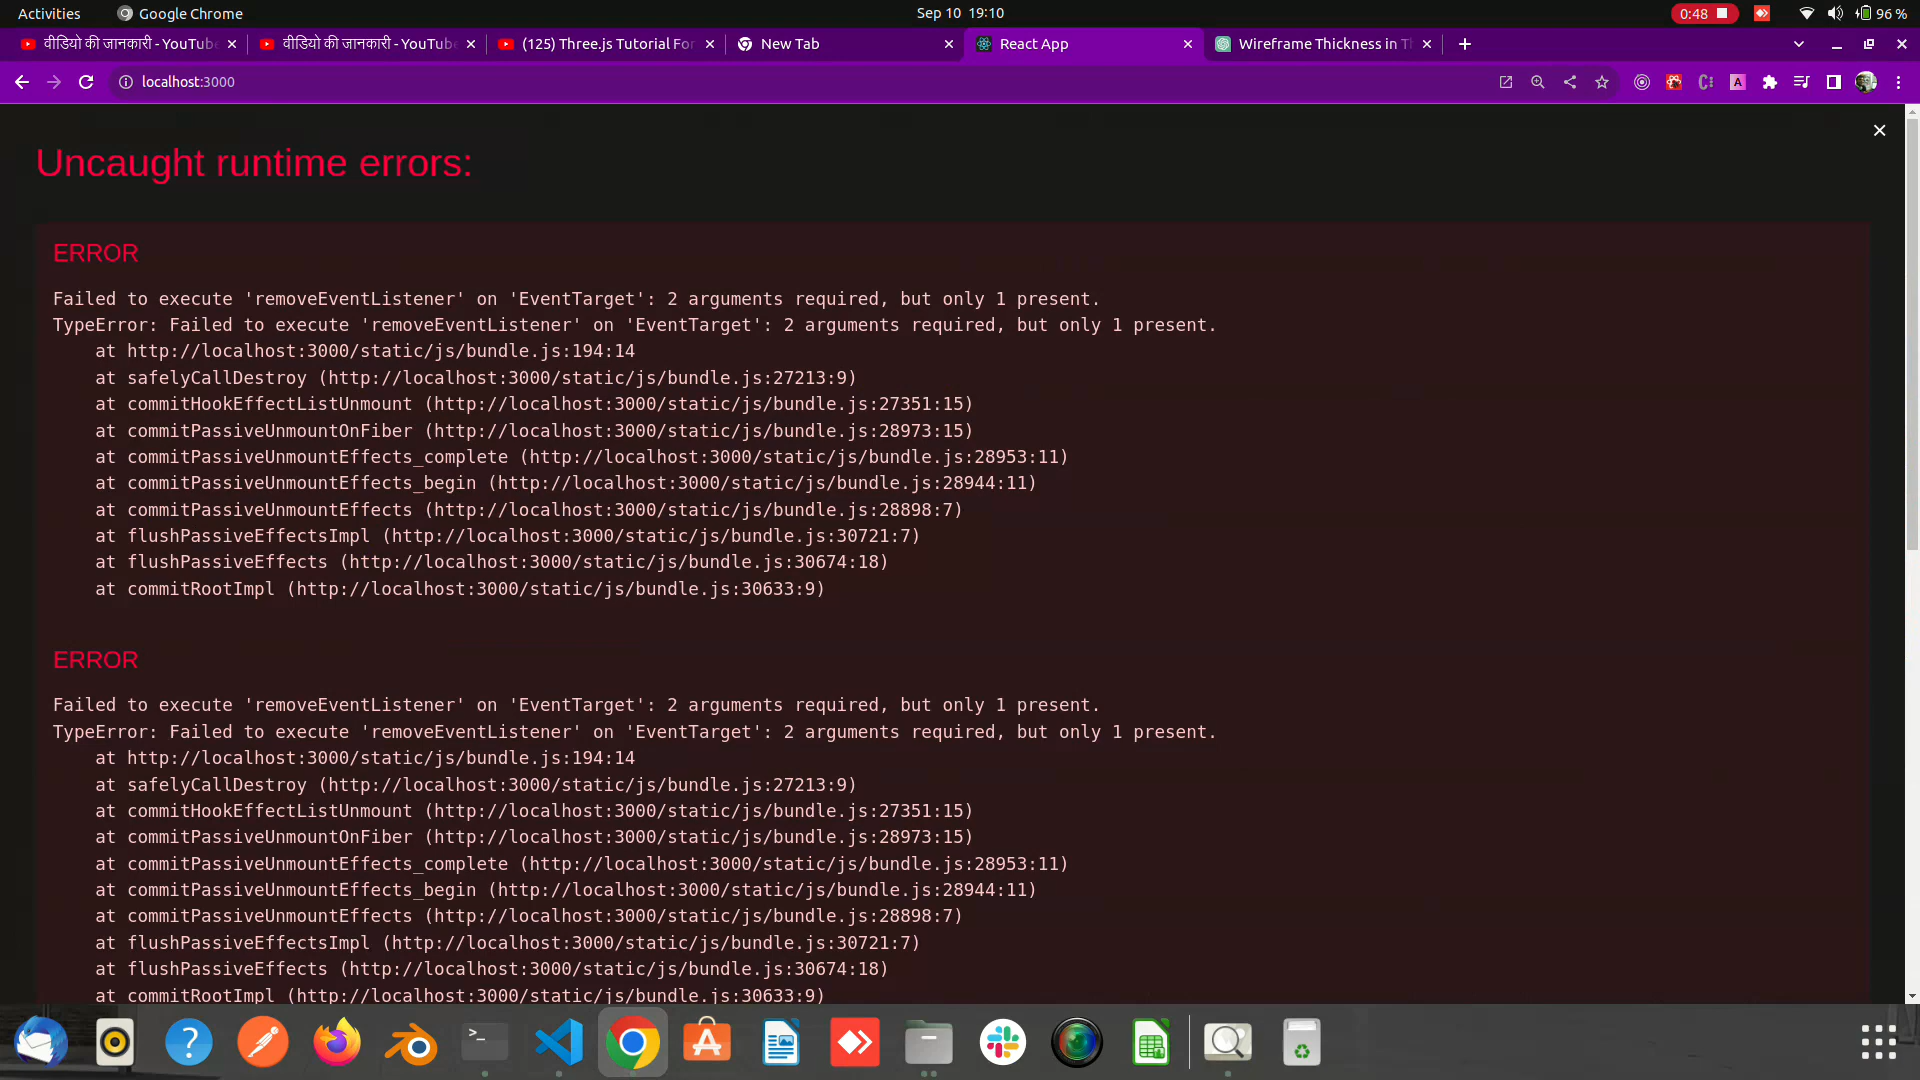 Activities
Google Chrome
Sep 10 19:10
0:48
96 %
वीडियो की जानकारी - YouTube
वीडियो की जानकारी - YouTube
(125) Three.js Tutorial For
New Tab
React App
Wireframe Thickness in T
localhost:3000
Uncaught runtime errors:
ERROR
Failed to execute 'removeEventListener' on 'EventTarget': 2 arguments required, but only 1 present.
TypeError: Failed to execute 'removeEventListener' on 'EventTarget': 2 arguments required, but only 1 present.
at http://localhost:3000/static/js/bundle.js:194:14
at safelyCallDestroy (http://localhost:3000/static/js/bundle.js:27213:9)
at commitHookEffectListUnmount (http://localhost:3000/static/js/bundle.js:27351:15)
at commitPassiveUnmountOnFiber (http://localhost:3000/static/js/bundle.js:28973:15)
at commitPassiveUnmountEffects_complete (http://localhost:3000/static/js/bundle.js:28953:11)
at commitPassiveUnmountEffects_begin (http://localhost:3000/static/js/bundle.js:28944:11)
at commitPassiveUnmountEffects (http://localhost:3000/static/js/bundle.js:28898:7)
at flushPassiveEffectsImpl (http://localhost:3000/static/js/bundle.js:30721:7)
at flushPassiveEffects (http://localhost:3000/static/js/bundle.js:30674:18)
at commitRootImpl (http://localhost:3000/static/js/bundle.js:30633:9)
ERROR
Failed to execute 'removeEventListener' on 'EventTarget': 2 arguments required, but only 1 present.
TypeError: Failed to execute 'removeEventListener' on 'EventTarget': 2 arguments required, but only 1 present.
at http://localhost:3000/static/js/bundle.js:194:14
at safelyCallDestroy (http://localhost:3000/static/js/bundle.js:27213:9)
at commitHookEffectListUnmount (http://localhost:3000/static/js/bundle.js:27351:15)
at commitPassiveUnmountOnFiber (http://localhost:3000/static/js/bundle.js:28973:15)
at commitPassiveUnmountEffects_complete (http://localhost:3000/static/js/bundle.js:28953:11)
at commitPassiveUnmountEffects_begin (http://localhost:3000/static/js/bundle.js:28944:11)
at commitPassiveUnmountEffects (http://localhost:3000/static/js/bundle.js:28898:7)
at flushPassiveEffectsImpl (http://localhost:3000/static/js/bundle.js:30721:7)
at flushPassiveEffects (http://localhost:3000/static/js/bundle.js:30674:18)
at commitRootImpl (http://localhost:3000/static/js/bundle.js:30633:9)